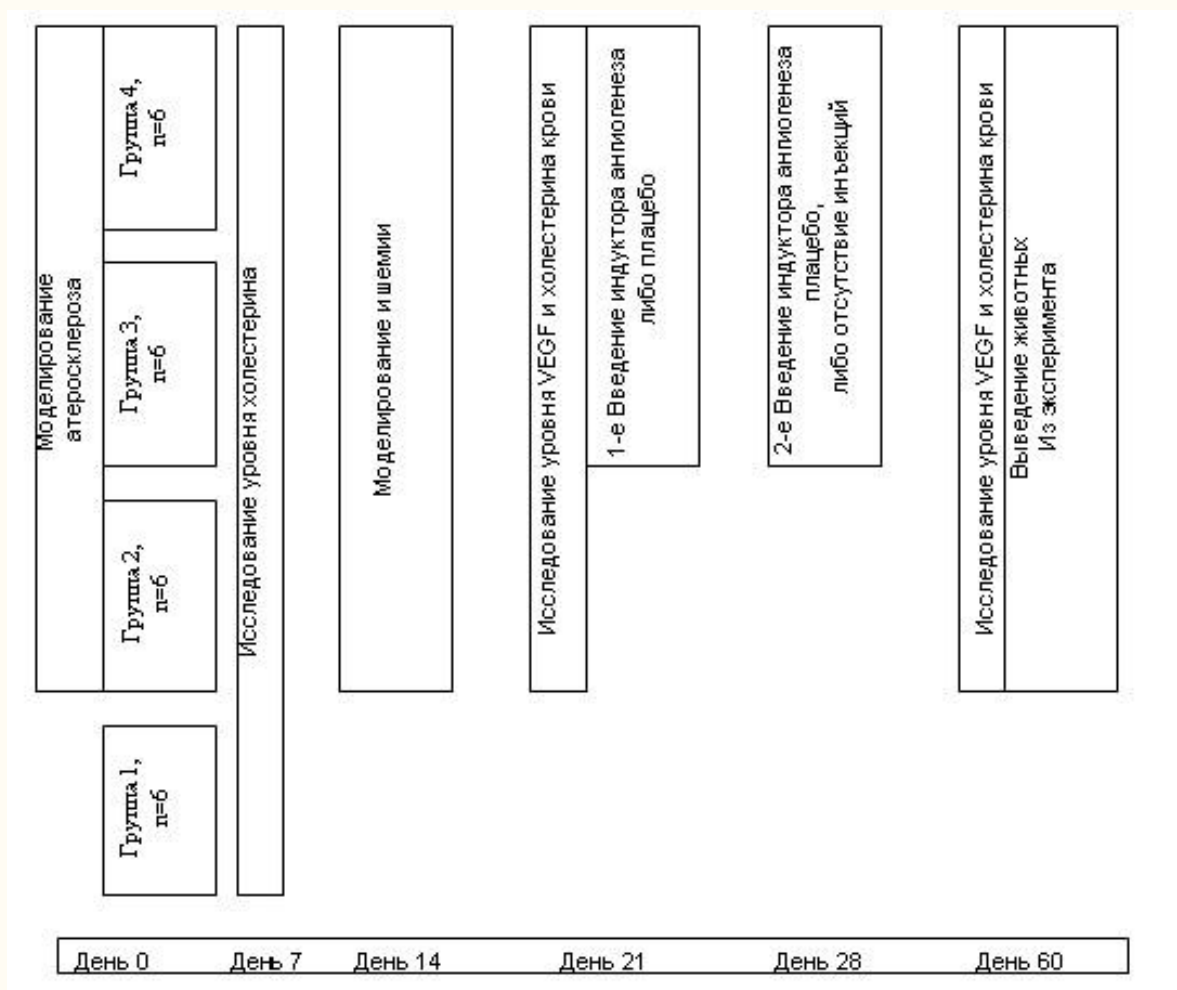 Моделирование
атеросклероза
Группа 4,
n=6
Группа 3,
n=6
Группа 2,
n=6
Группа 1,
n=6
Исследование уровня холестерина
Моделирование ишемии
Исследование уровня VEGF и холестерина крови
1-е Введение индуктора ангиогенеза
либо плацебо
2-е Введение индуктора ангиогенеза
плацебо,
либо отсутствие инъекций
Исследование уровня VEGF и холестерина крови
Выведение животных
Из эксперимента
День 0 День 7 День 14 День 21 День 28 День 60